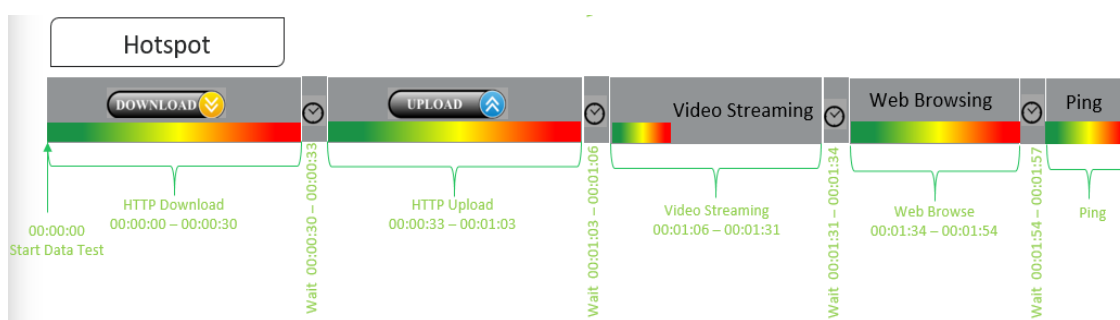 Hotspot
DOWNLOAD
UPLOAD
Video Streaming
Web Browsing
Ping
HTTP Download
00:00:00 – 00:00:30
HTTP Upload
00:00:33 – 00:01:03
Video Streaming
00:01:06 – 00:01:31
Web Browse
00:01:34 – 00:01:54
Ping
00:00:00
Start Data Test
Wait 00:00:30 – 00:00:33
Wait 00:01:03 – 00:01:06
Wait 00:01:31 – 00:01:34
Wait 00:01:54 – 00:01:57